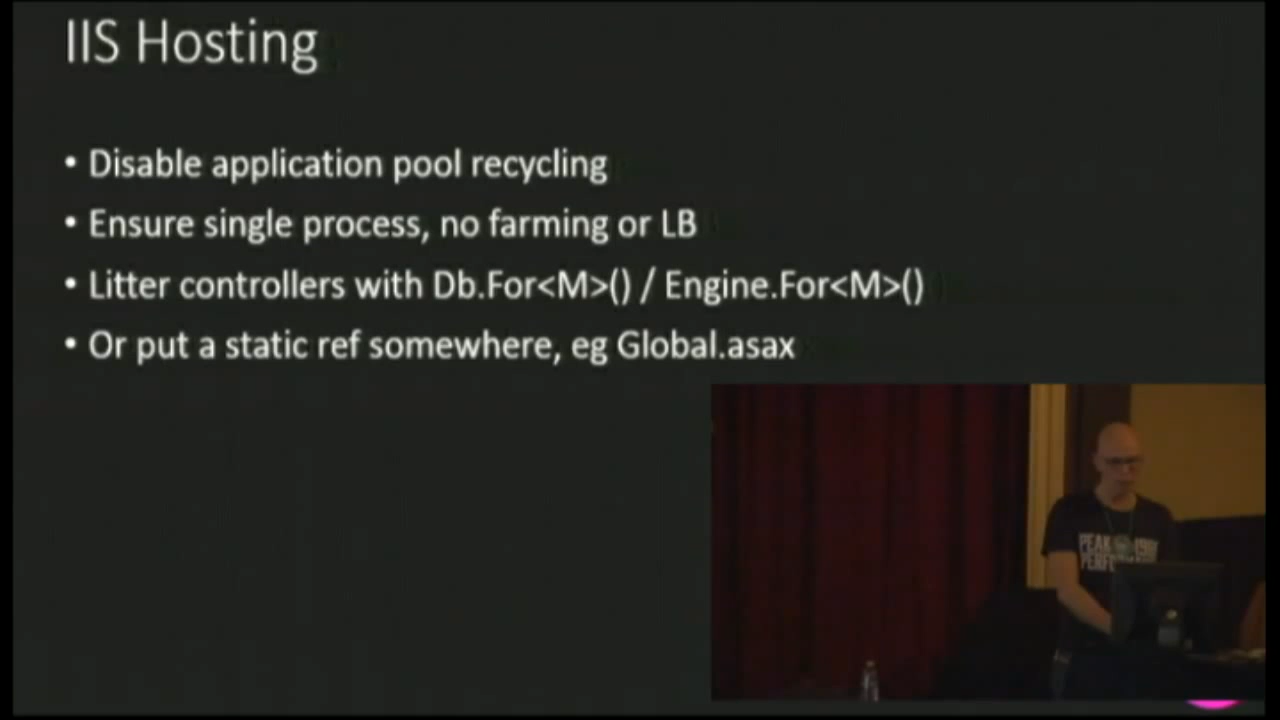 IIS Hosting
• Disable application pool recycling
• Ensure single process, no farming or LB
• Litter controllers with Db.For<M>() / Engine.For<M>()
• Or put a static ref somewhere, eg Global.asax
PEAK